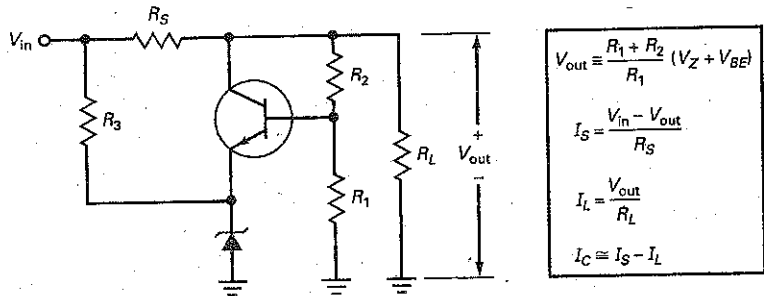 R_S
V_in
R_3
R_2
R_1
R_L
+
V_out
−
V_out ≡ (R_1 + R_2)/R_1 (V_Z + V_BE)
I_S = (V_in − V_out)/R_S
I_L = V_out/R_L
I_C ≅ I_S − I_L